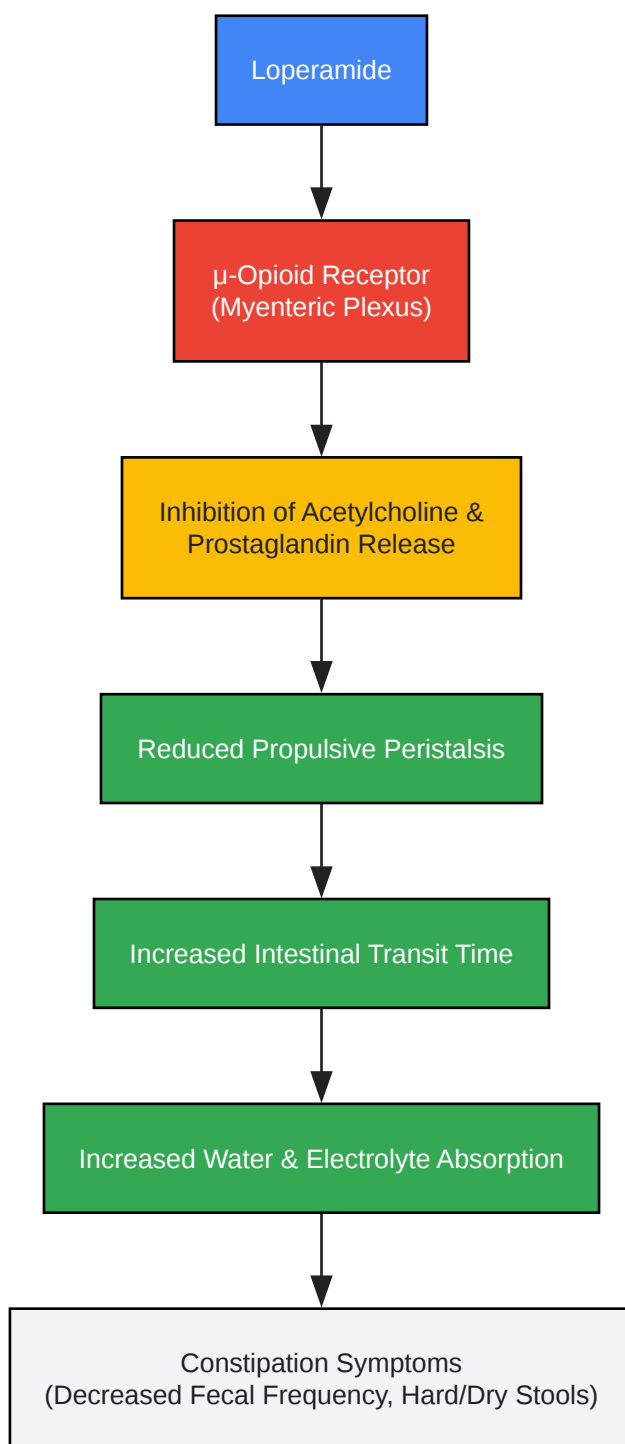 Loperamide
μ-Opioid Receptor
(Myenteric Plexus)
Inhibition of Acetylcholine &
Prostaglandin Release
Reduced Propulsive Peristalsis
Increased Intestinal Transit Time
Increased Water & Electrolyte Absorption
Constipation Symptoms
(Decreased Fecal Frequency, Hard/Dry Stools)